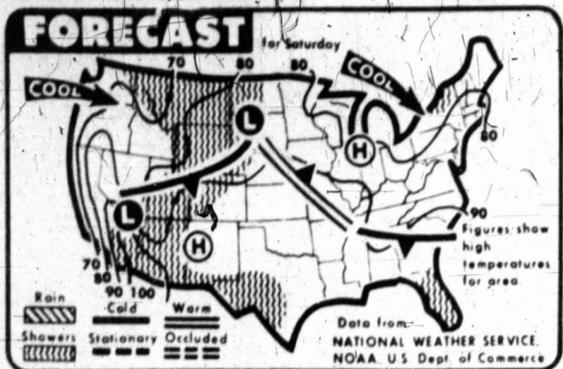 FORECAST
for Saturday
70 80 80
COOL
COOL
L
H
80
L
H
90
Figures show
high
temperatures
for area
70
80
90 100
Rain
Cold
Warm
Showers
Stationary
Occluded
Data from
NATIONAL WEATHER SERVICE,
NOAA, U.S. Dept. of Commerce